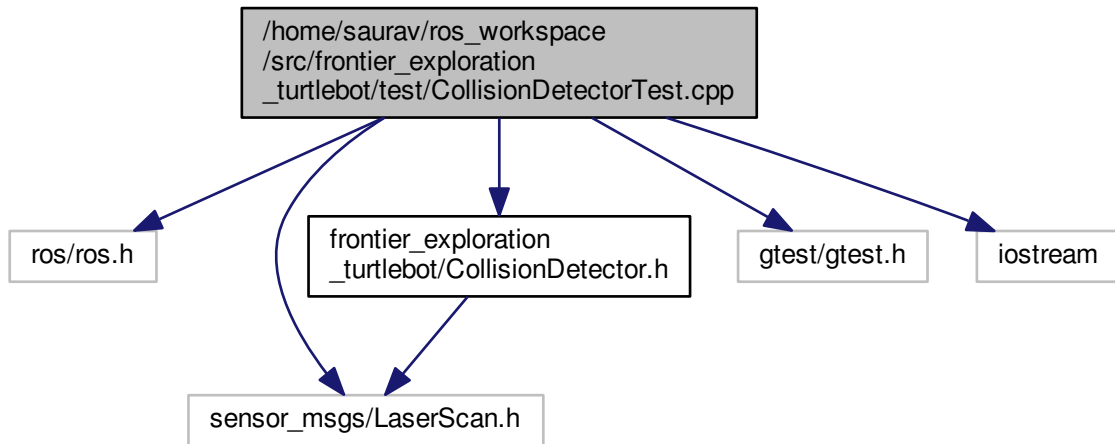 /home/saurav/ros_workspace
/src/frontier_exploration
_turtlebot/test/CollisionDetectorTest.cpp
ros/ros.h
frontier_exploration
_turtlebot/CollisionDetector.h
gtest/gtest.h
iostream
sensor_msgs/LaserScan.h